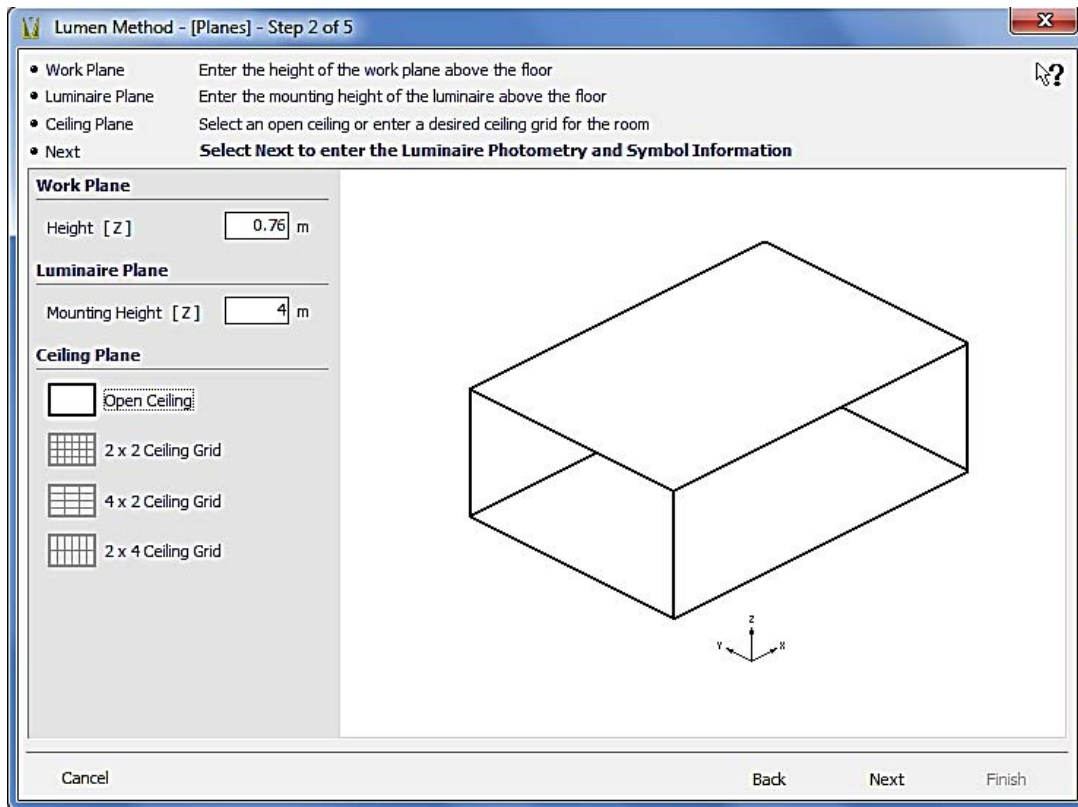 Lumen Method - [Planes] - Step 2 of 5
x
• Work Plane Enter the height of the work plane above the floor
• Luminaire Plane Enter the mounting height of the luminaire above the floor
• Ceiling Plane Select an open ceiling or enter a desired ceiling grid for the room
• Next Select Next to enter the Luminaire Photometry and Symbol Information
?
Work Plane
Height [Z] 0.76 m
Luminaire Plane
Mounting Height [Z] 4 m
Ceiling Plane
Open Ceiling
2 x 2 Ceiling Grid
4 x 2 Ceiling Grid
2 x 4 Ceiling Grid
Z
Y X
Cancel Back Next Finish